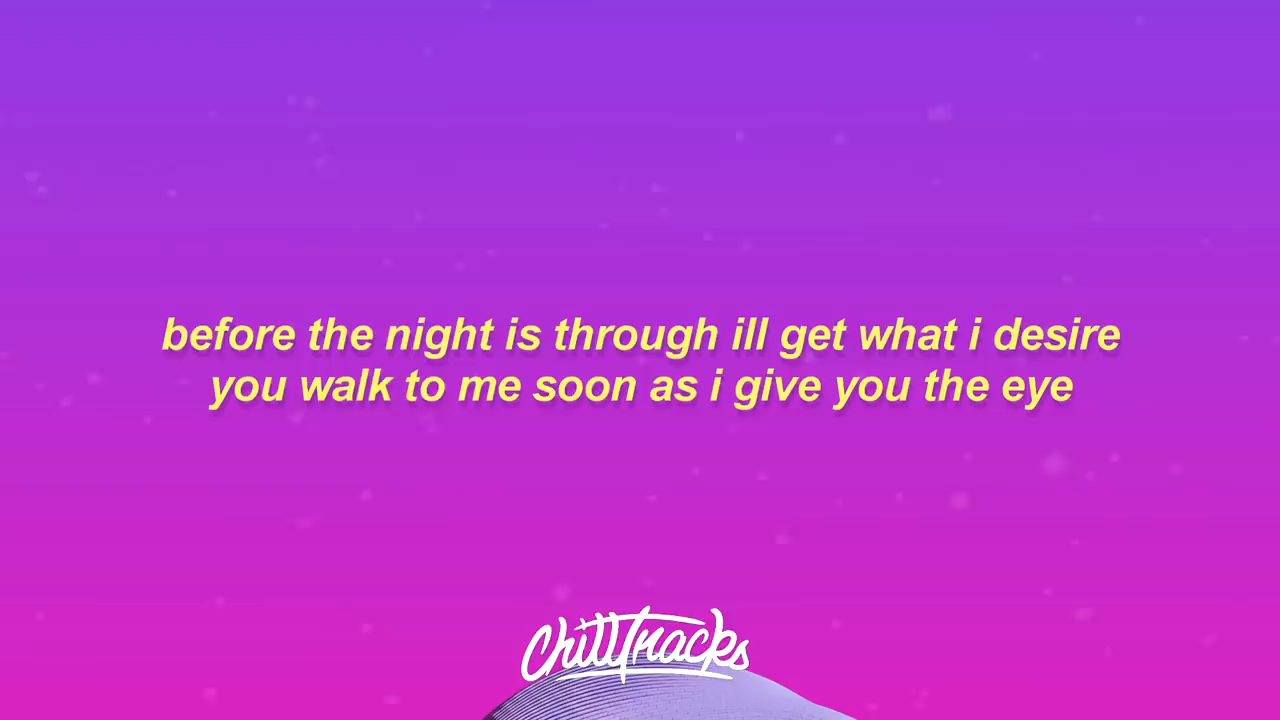 before the night is through ill get what i desire
you walk to me soon as i give you the eye
ChillTracks